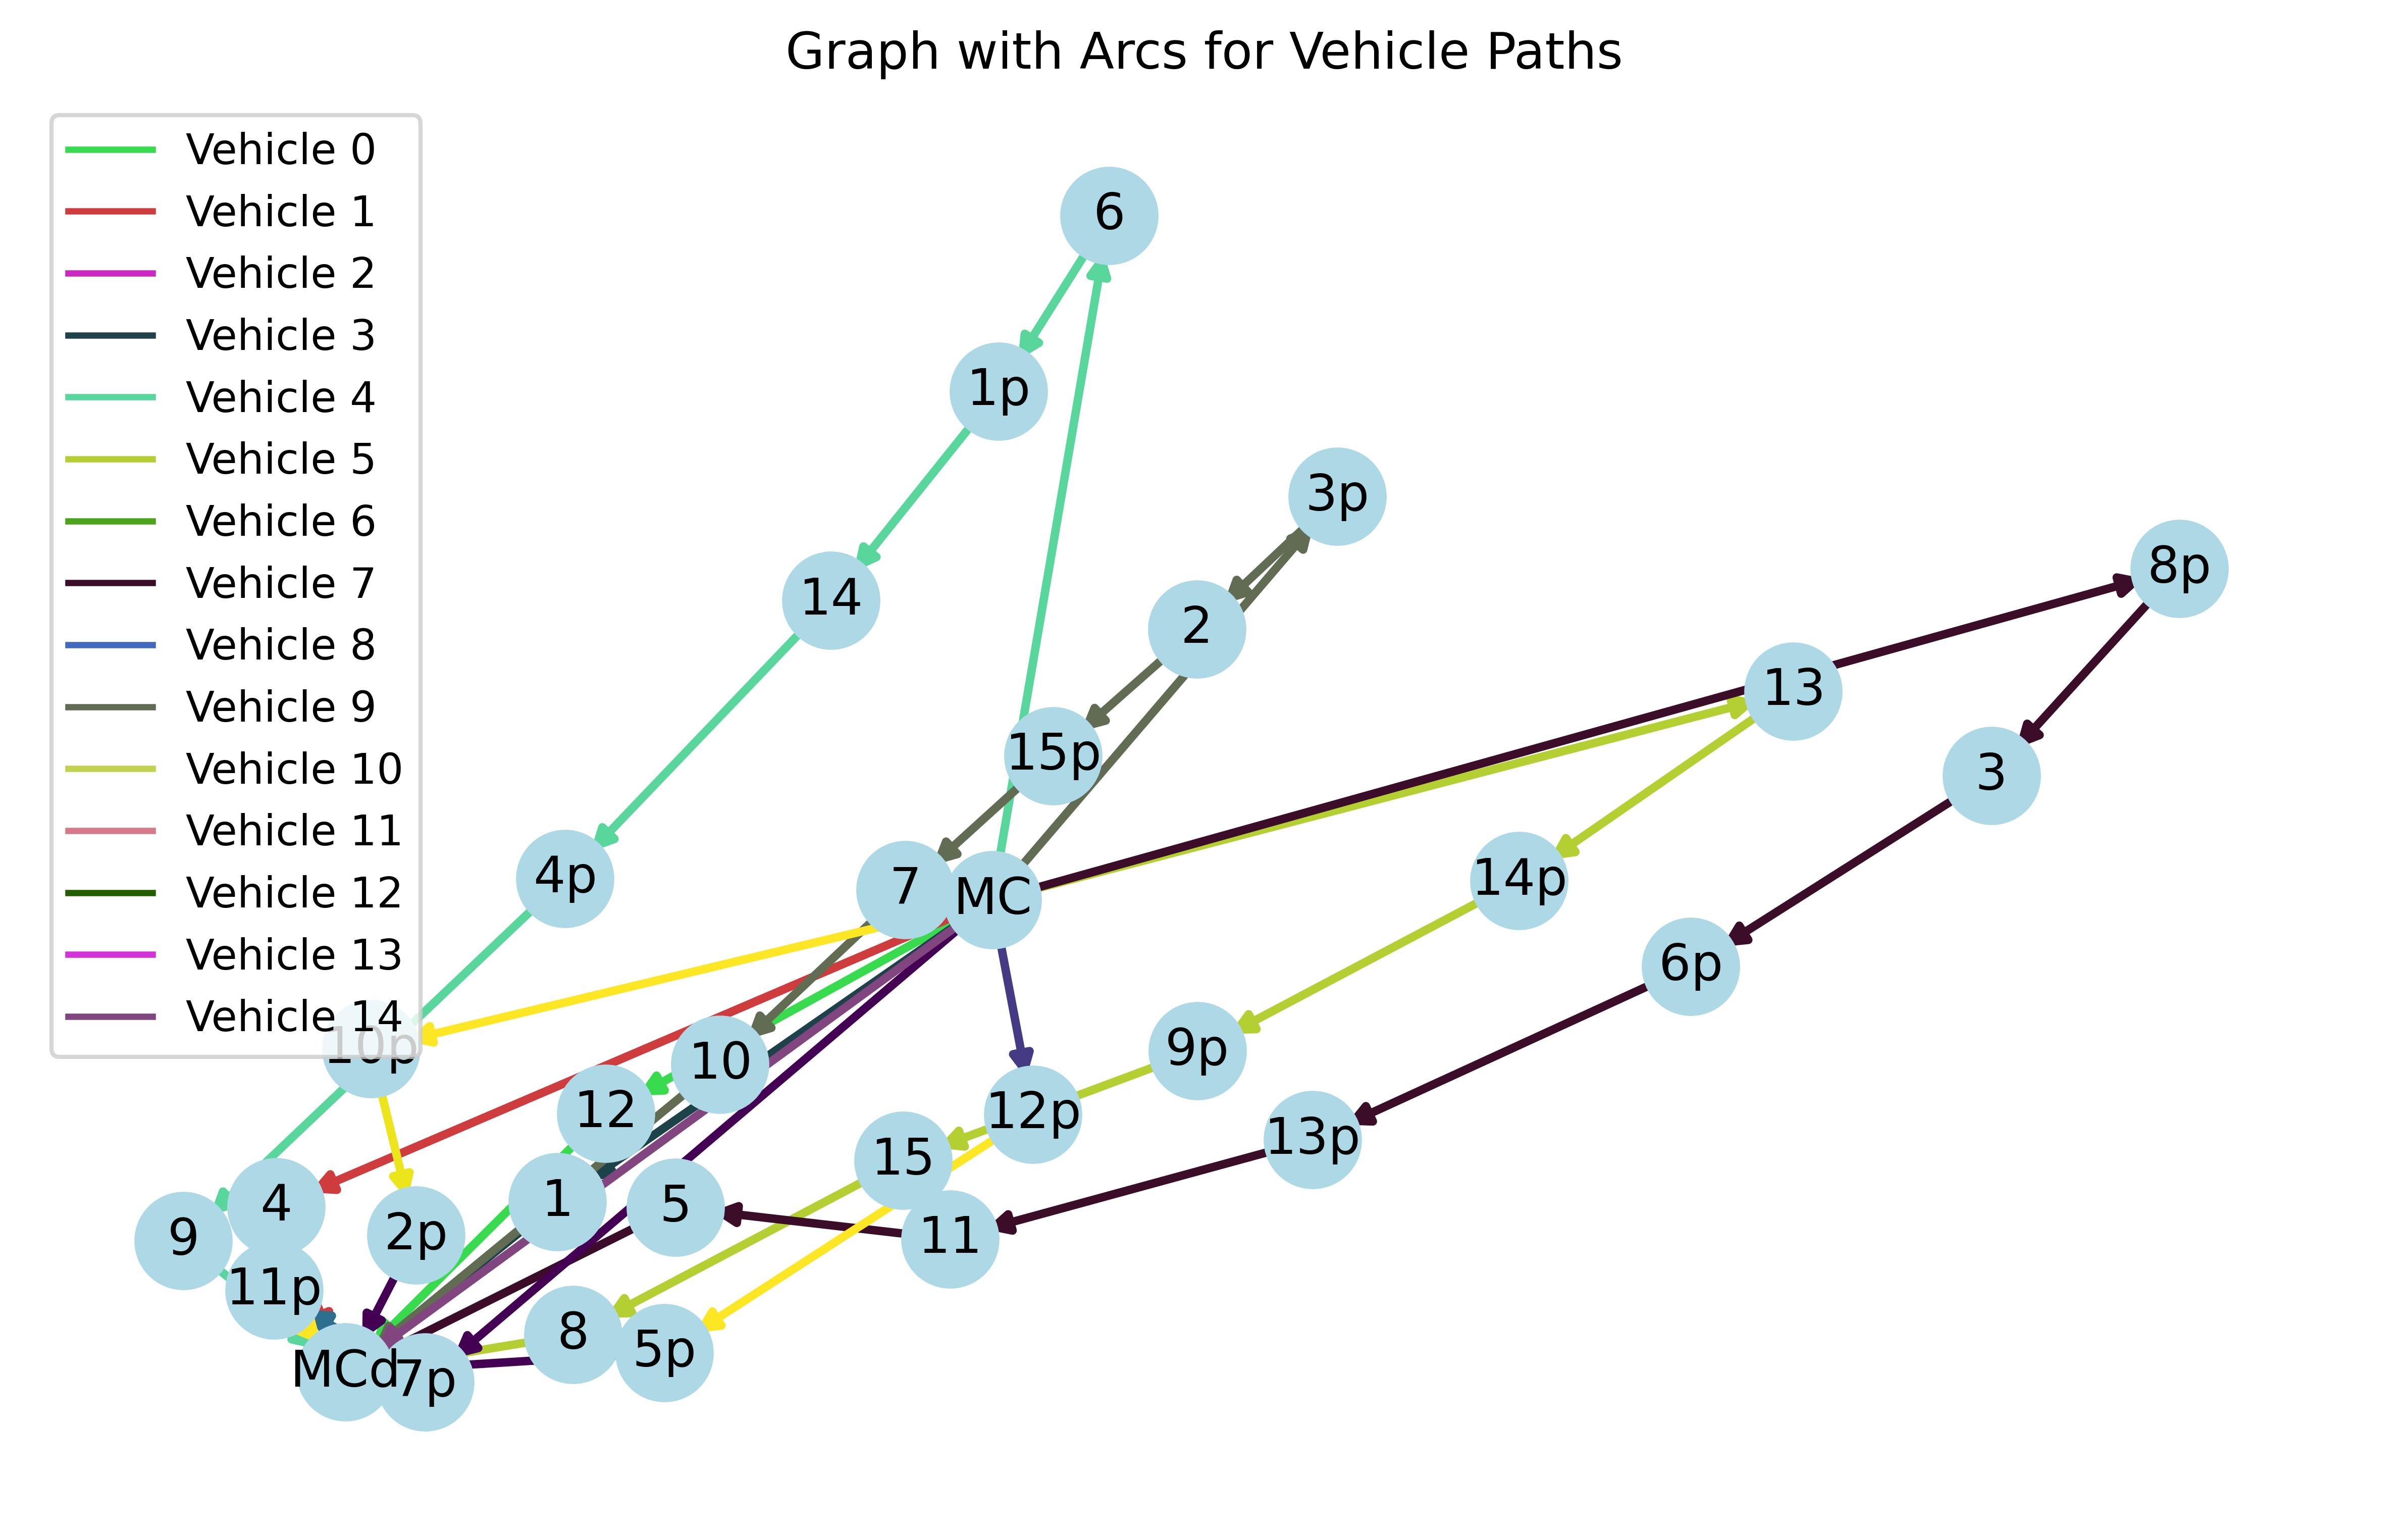 Graph with Arcs for Vehicle Paths
Vehicle 0
Vehicle 1
Vehicle 2
Vehicle 3
Vehicle 4
Vehicle 5
Vehicle 6
Vehicle 7
Vehicle 8
Vehicle 9
Vehicle 10
Vehicle 11
Vehicle 12
Vehicle 13
Vehicle 14
6
1p
3p
8p
14
2
13
15p
3
4p
7
MC
14p
6p
10p
10
9p
12
12p
13p
15
4
1
5
9
2p
11
11p
8
5p
MCd
7p